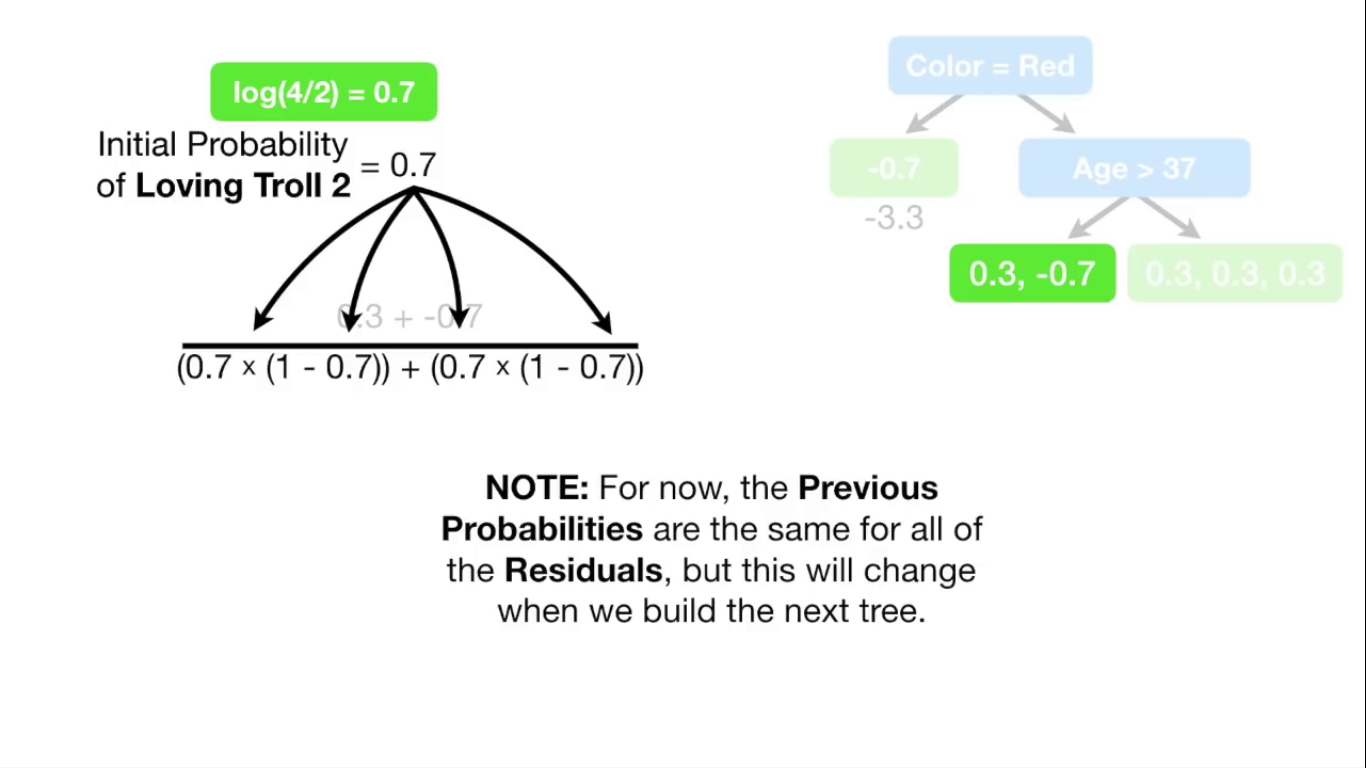 log(4/2) = 0.7
Initial Probability
of Loving Troll 2
= 0.7
0.3 + -0.7
(0.7 × (1 - 0.7)) + (0.7 × (1 - 0.7))
Color = Red
-0.7
Age > 37
-3.3
0.3, -0.7
0.3, 0.3, 0.3
NOTE: For now, the Previous
Probabilities are the same for all of
the Residuals, but this will change
when we build the next tree.